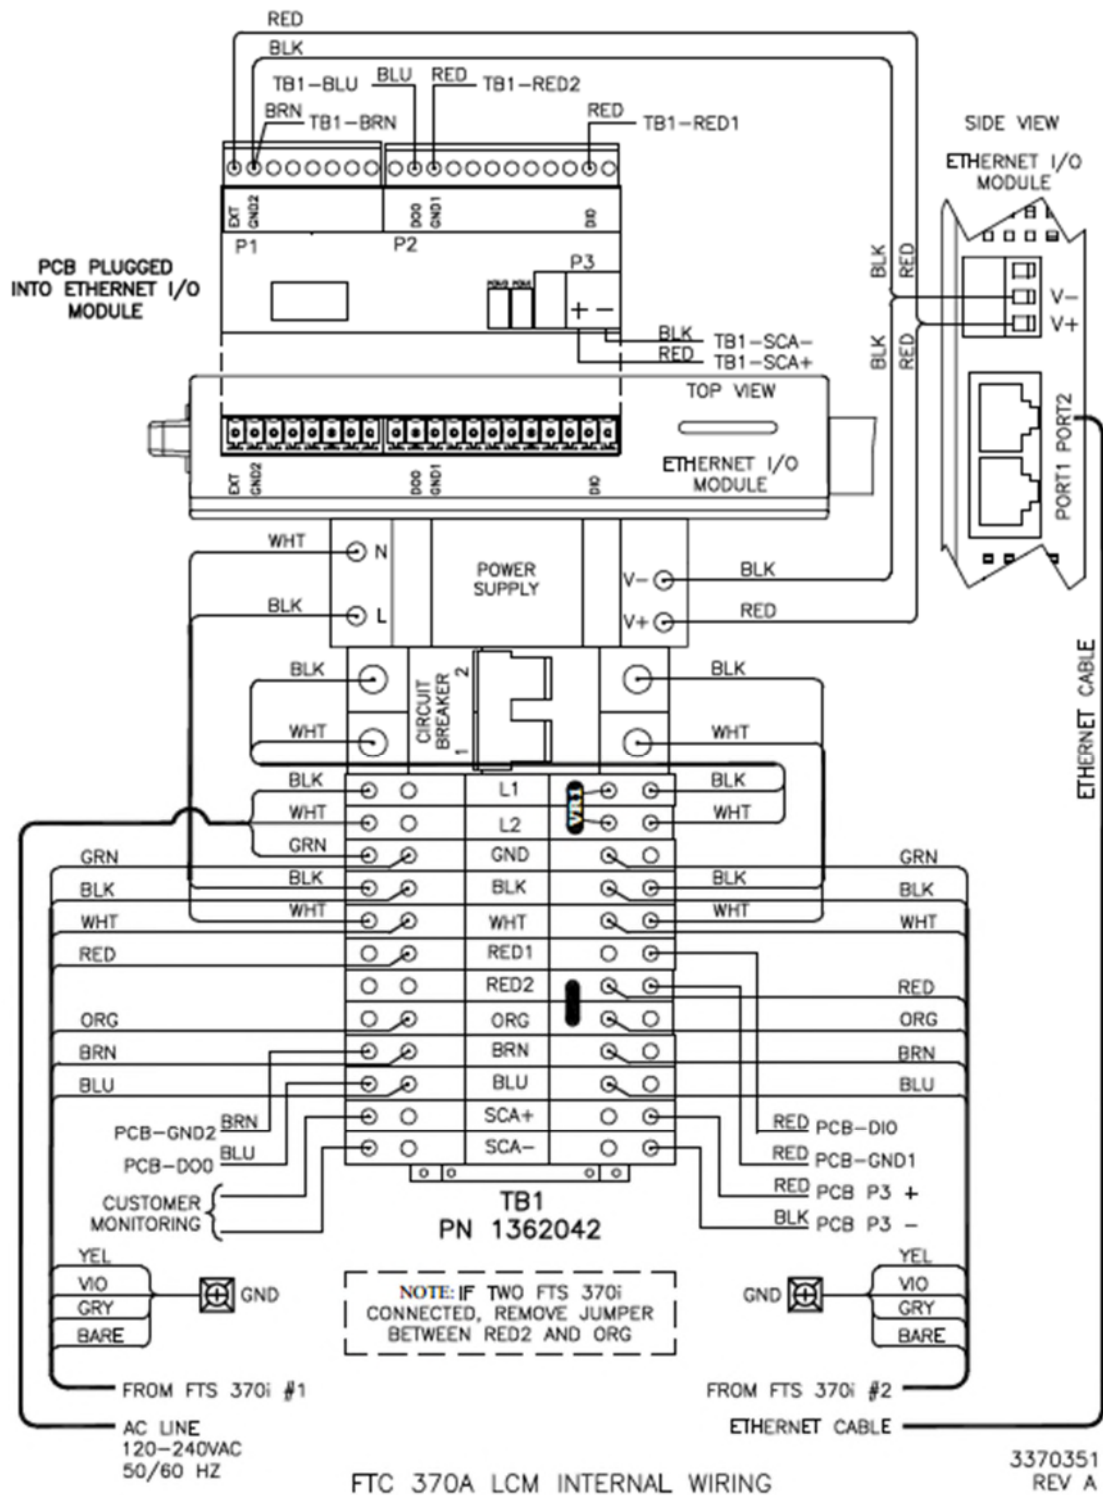 RED
BLK
TB1-BLU BLU RED TB1-RED2
BRN TB1-BRN
RED TB1-RED1
SIDE VIEW
ETHERNET I/O
MODULE
EXT
GND2
DO0
GND1
DIO
P1
P2
P3
PCB PLUGGED
INTO ETHERNET I/O
MODULE
+ -
BLK TB1-SCA-
RED TB1-SCA+
BLK
RED
V-
V+
BLK
RED
TOP VIEW
ETHERNET I/O
MODULE
EXT
GND2
DO0
GND1
DIO
PORT1 PORT2
WHT
N
BLK
L
POWER
SUPPLY
V-
BLK
V+
RED
ETHERNET CABLE
BLK
WHT
CIRCUIT
BREAKER
2
1
BLK
WHT
BLK L1 VR1 BLK
WHT L2 WHT
GRN
GRN GND GRN
BLK
BLK BLK BLK
BLK
WHT
WHT WHT WHT
WHT
RED RED1
RED2 RED
ORG ORG ORG
BRN BRN BRN
BLU BLU BLU
SCA+
SCA-
PCB-GND2 BRN
PCB-DO0 BLU
CUSTOMER
MONITORING
RED PCB-DIO
RED PCB-GND1
RED PCB P3 +
BLK PCB P3 -
TB1
PN 1362042
YEL
VIO
GRY
BARE
GND
NOTE: IF TWO FTS 370i
CONNECTED, REMOVE JUMPER
BETWEEN RED2 AND ORG
GND
YEL
VIO
GRY
BARE
FROM FTS 370i #1
FROM FTS 370i #2
AC LINE
120-240VAC
50/60 HZ
ETHERNET CABLE
FTC 370A LCM INTERNAL WIRING
3370351
REV A